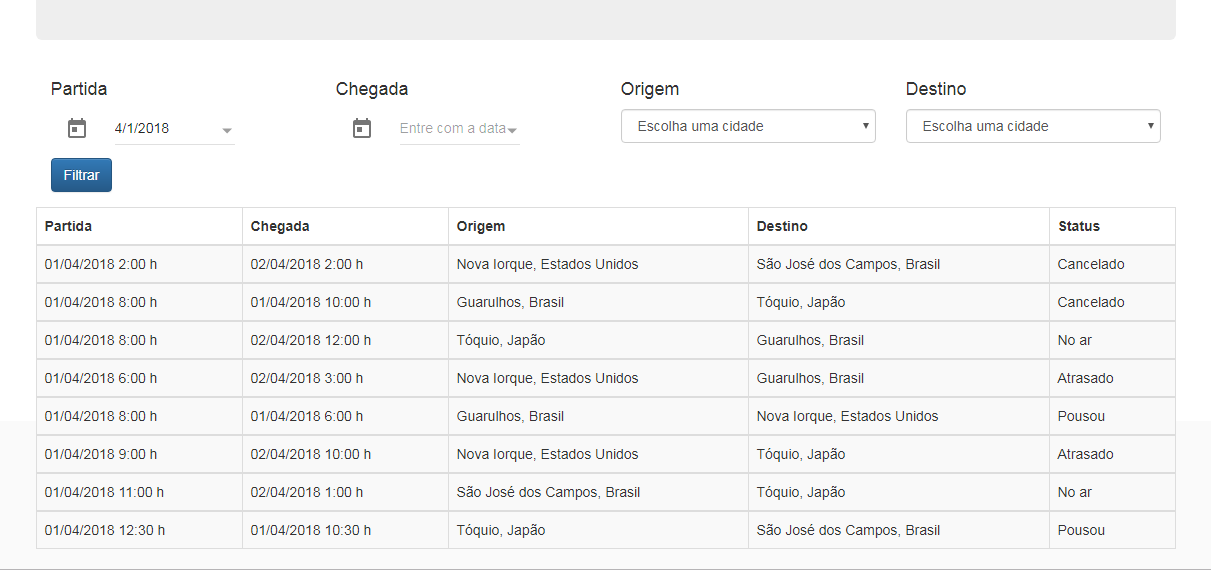 Partida Chegada Origem Destino
4/1/2018 Entre com a data Escolha uma cidade Escolha uma cidade
Filtrar
Partida Chegada Origem Destino Status
01/04/2018 2:00 h 02/04/2018 2:00 h Nova Iorque, Estados Unidos São José dos Campos, Brasil Cancelado
01/04/2018 8:00 h 01/04/2018 10:00 h Guarulhos, Brasil Tóquio, Japão Cancelado
01/04/2018 8:00 h 02/04/2018 12:00 h Tóquio, Japão Guarulhos, Brasil No ar
01/04/2018 6:00 h 02/04/2018 3:00 h Nova Iorque, Estados Unidos Guarulhos, Brasil Atrasado
01/04/2018 8:00 h 01/04/2018 6:00 h Guarulhos, Brasil Nova Iorque, Estados Unidos Pousou
01/04/2018 9:00 h 02/04/2018 10:00 h Nova Iorque, Estados Unidos Tóquio, Japão Atrasado
01/04/2018 11:00 h 02/04/2018 1:00 h São José dos Campos, Brasil Tóquio, Japão No ar
01/04/2018 12:30 h 01/04/2018 10:30 h Tóquio, Japão São José dos Campos, Brasil Pousou